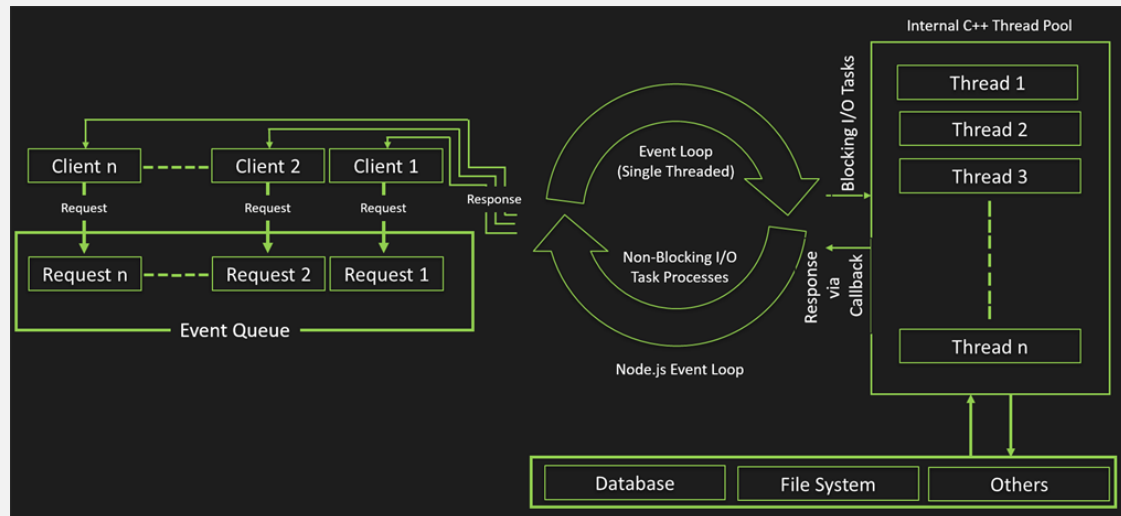 Internal C++ Thread Pool
Thread 1
Thread 2
Thread 3
Thread n
Blocking I/O Tasks
Response
via
Callback
Client n
Client 2
Client 1
Request
Request
Request
Response
Request n
Request 2
Request 1
Event Queue
Event Loop
(Single Threaded)
Non-Blocking I/O
Task Processes
Node.js Event Loop
Database
File System
Others